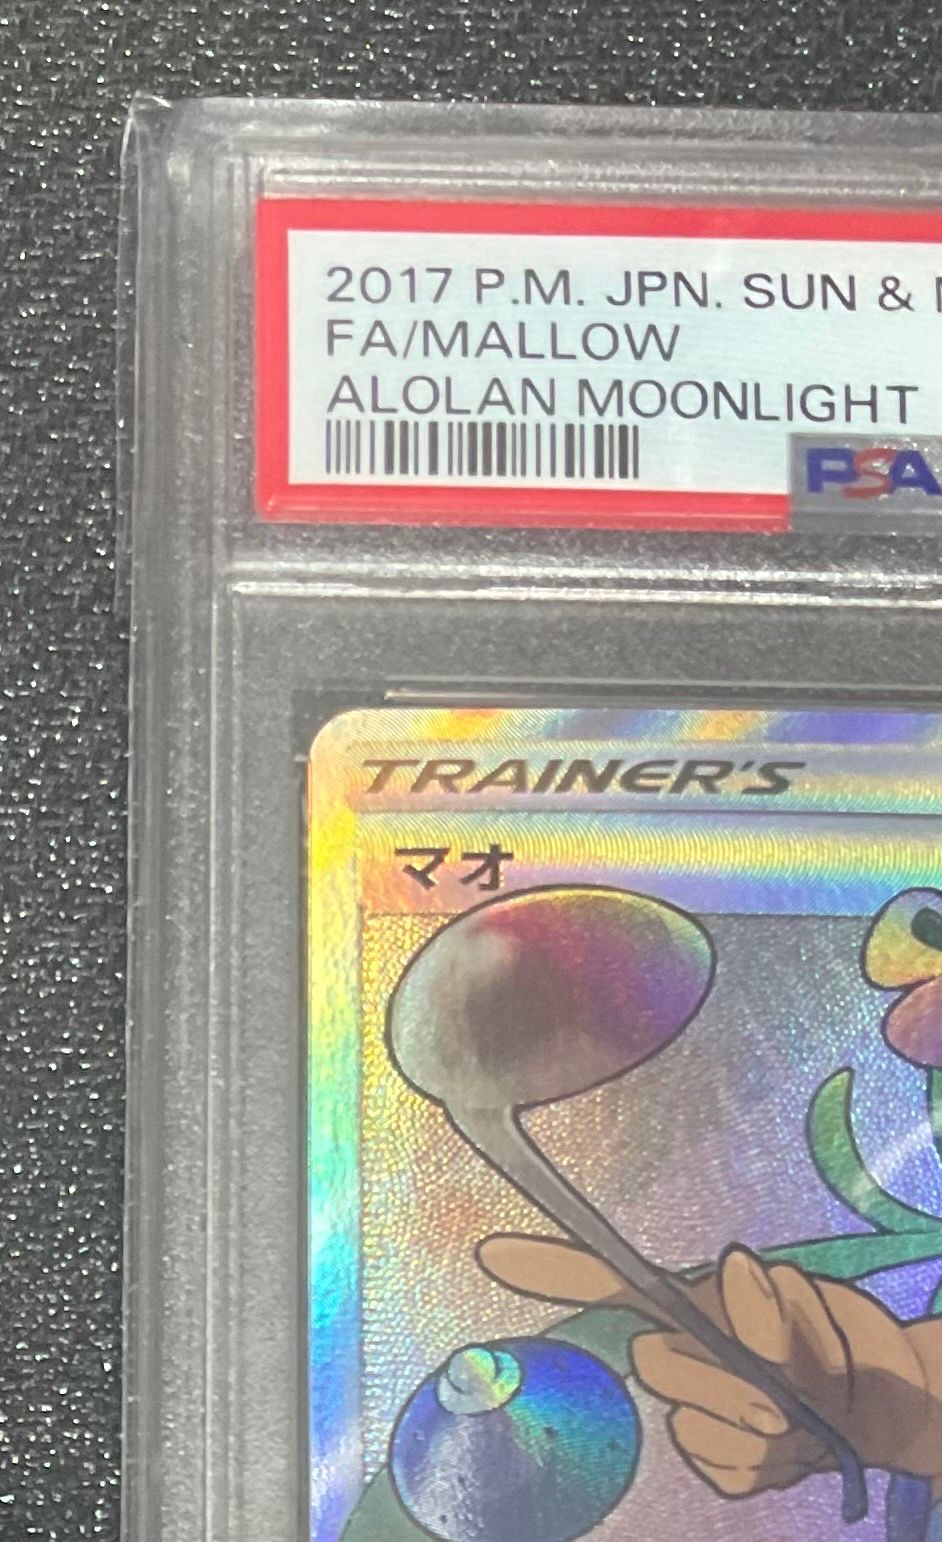 2017 P.M. JPN. SUN &
FA/MALLOW
ALOLAN MOONLIGHT
PSA
TRAINER'S
マオ